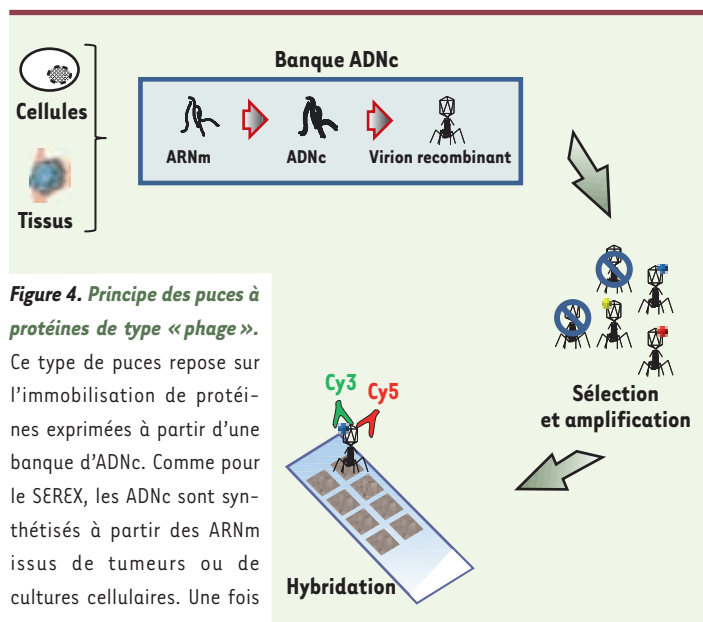 Banque ADNc
Cellules
Tissus
ARNm
ADNc
Virion recombinant
Sélection
et amplification
Cy3
Cy5
Hybridation
Figure 4. Principe des puces à
protéines de type « phage ».
Ce type de puces repose sur
l'immobilisation de protéi-
nes exprimées à partir d'une
banque d'ADNc. Comme pour
le SEREX, les ADNc sont syn-
thétisés à partir des ARNm
issus de tumeurs ou de
cultures cellulaires. Une fois